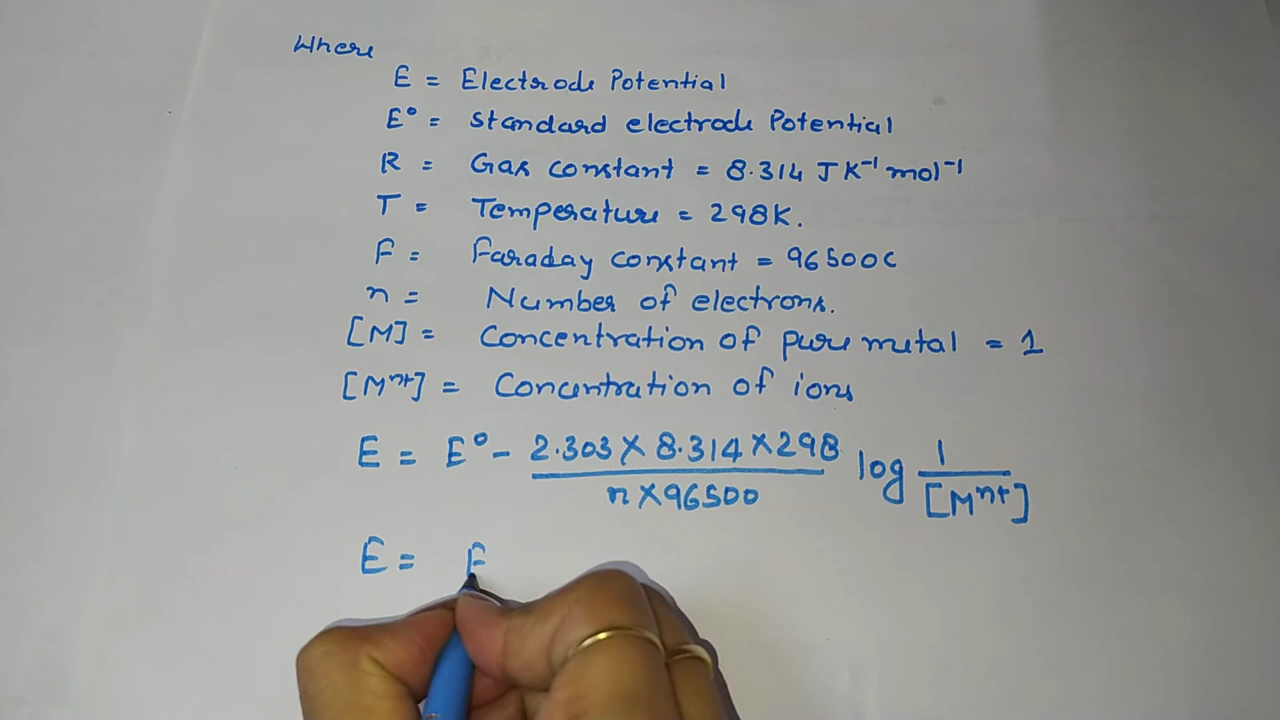 Where
E = Electrode Potential
E° = Standard electrode Potential
R = Gas constant = 8.314 J K⁻¹ mol⁻¹
T = Temperature = 298K.
F = Faraday constant = 96500C
n = Number of electrons.
[M] = Concentration of pure metal = 1
[Mⁿ⁺] = Concentration of ions
E = E° - 2.303 X 8.314 X 298 / n X 96500 log 1 / [Mⁿ⁺]
E = E